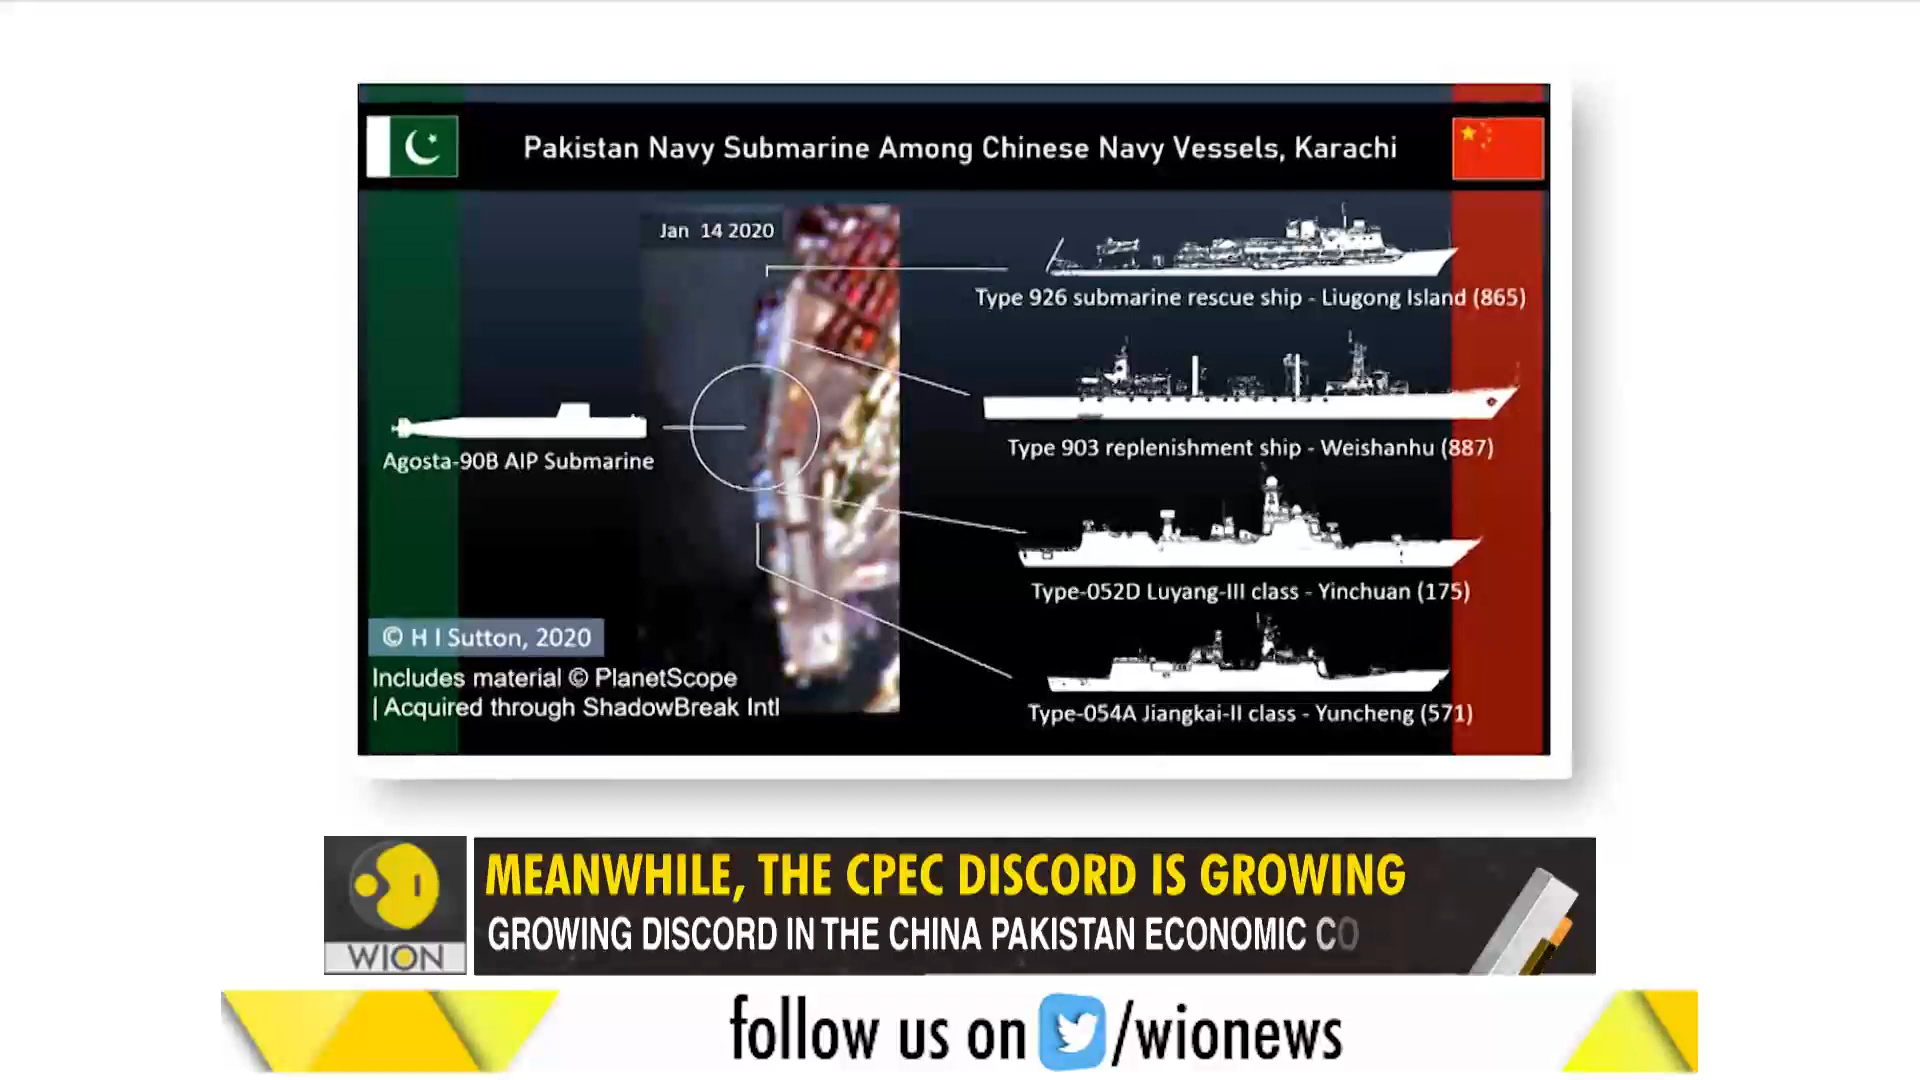 Pakistan Navy Submarine Among Chinese Navy Vessels, Karachi
Jan 14 2020
Type 926 submarine rescue ship - Liugong Island (865)
Type 903 replenishment ship - Weishanhu (887)
Agosta-90B AIP Submarine
Type-052D Luyang-III class - Yinchuan (175)
© H I Sutton, 2020
Includes material © PlanetScope
| Acquired through ShadowBreak Intl
Type-054A Jiangkai-II class - Yuncheng (571)
MEANWHILE, THE CPEC DISCORD IS GROWING
GROWING DISCORD IN THE CHINA PAKISTAN ECONOMIC CO
WION
follow us on /wionews